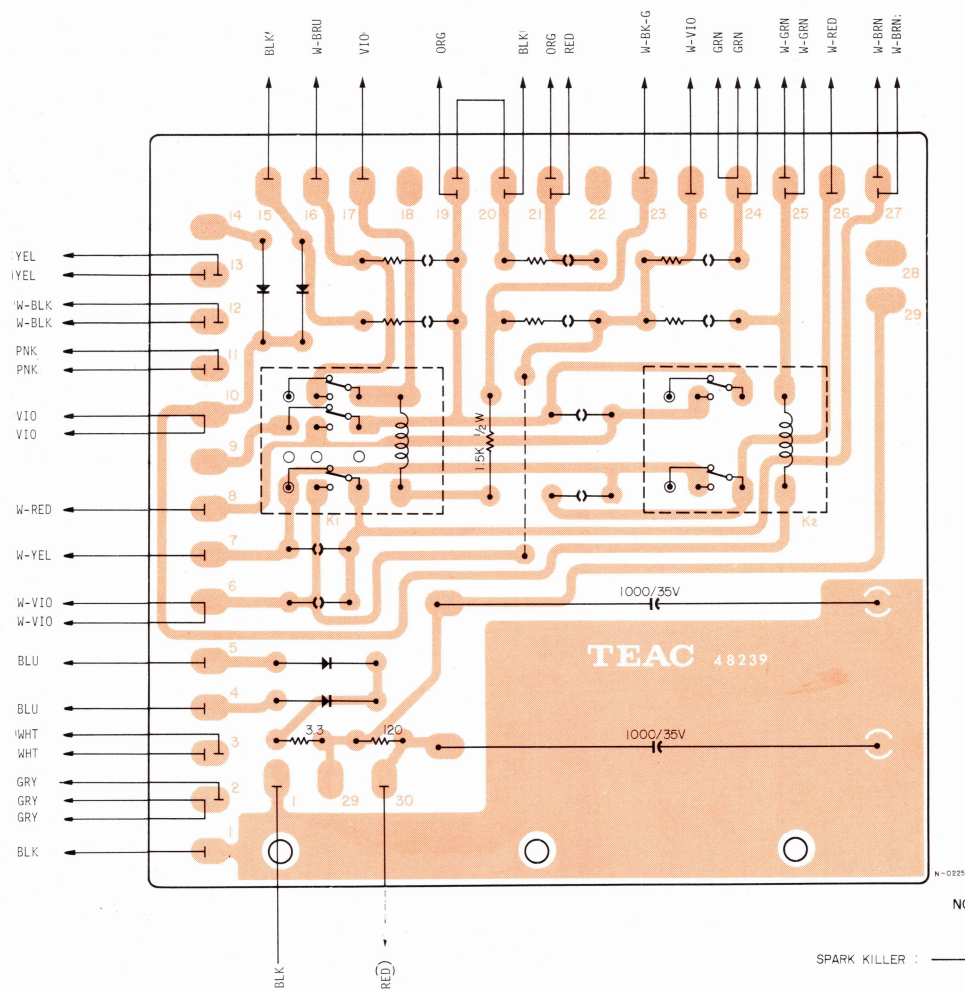 BLK
W-BRU
VIO
ORG
BLK
ORG
RED
W-BK-G
W-VIO
GRN
GRN
W-GRN
W-GRN
W-RED
W-BRN
W-BRN
14 15 16 17 18 19 20 21 22 23 6 24 25 26 27
YEL
YEL
13
28
W-BLK
W-BLK
12
29
PNK
PNK
11
VIO
VIO
10
1.5K 1/2W
9
W-RED
8
K1
K2
W-YEL
7
W-VIO
W-VIO
6
1000/35V
BLU
5
TEAC 48239
BLU
4
WHT
WHT
3
3.3
120
1000/35V
GRY
GRY
GRY
2
1
29
30
BLK
1
N-0225
NO
SPARK KILLER :
BLK
(RED)